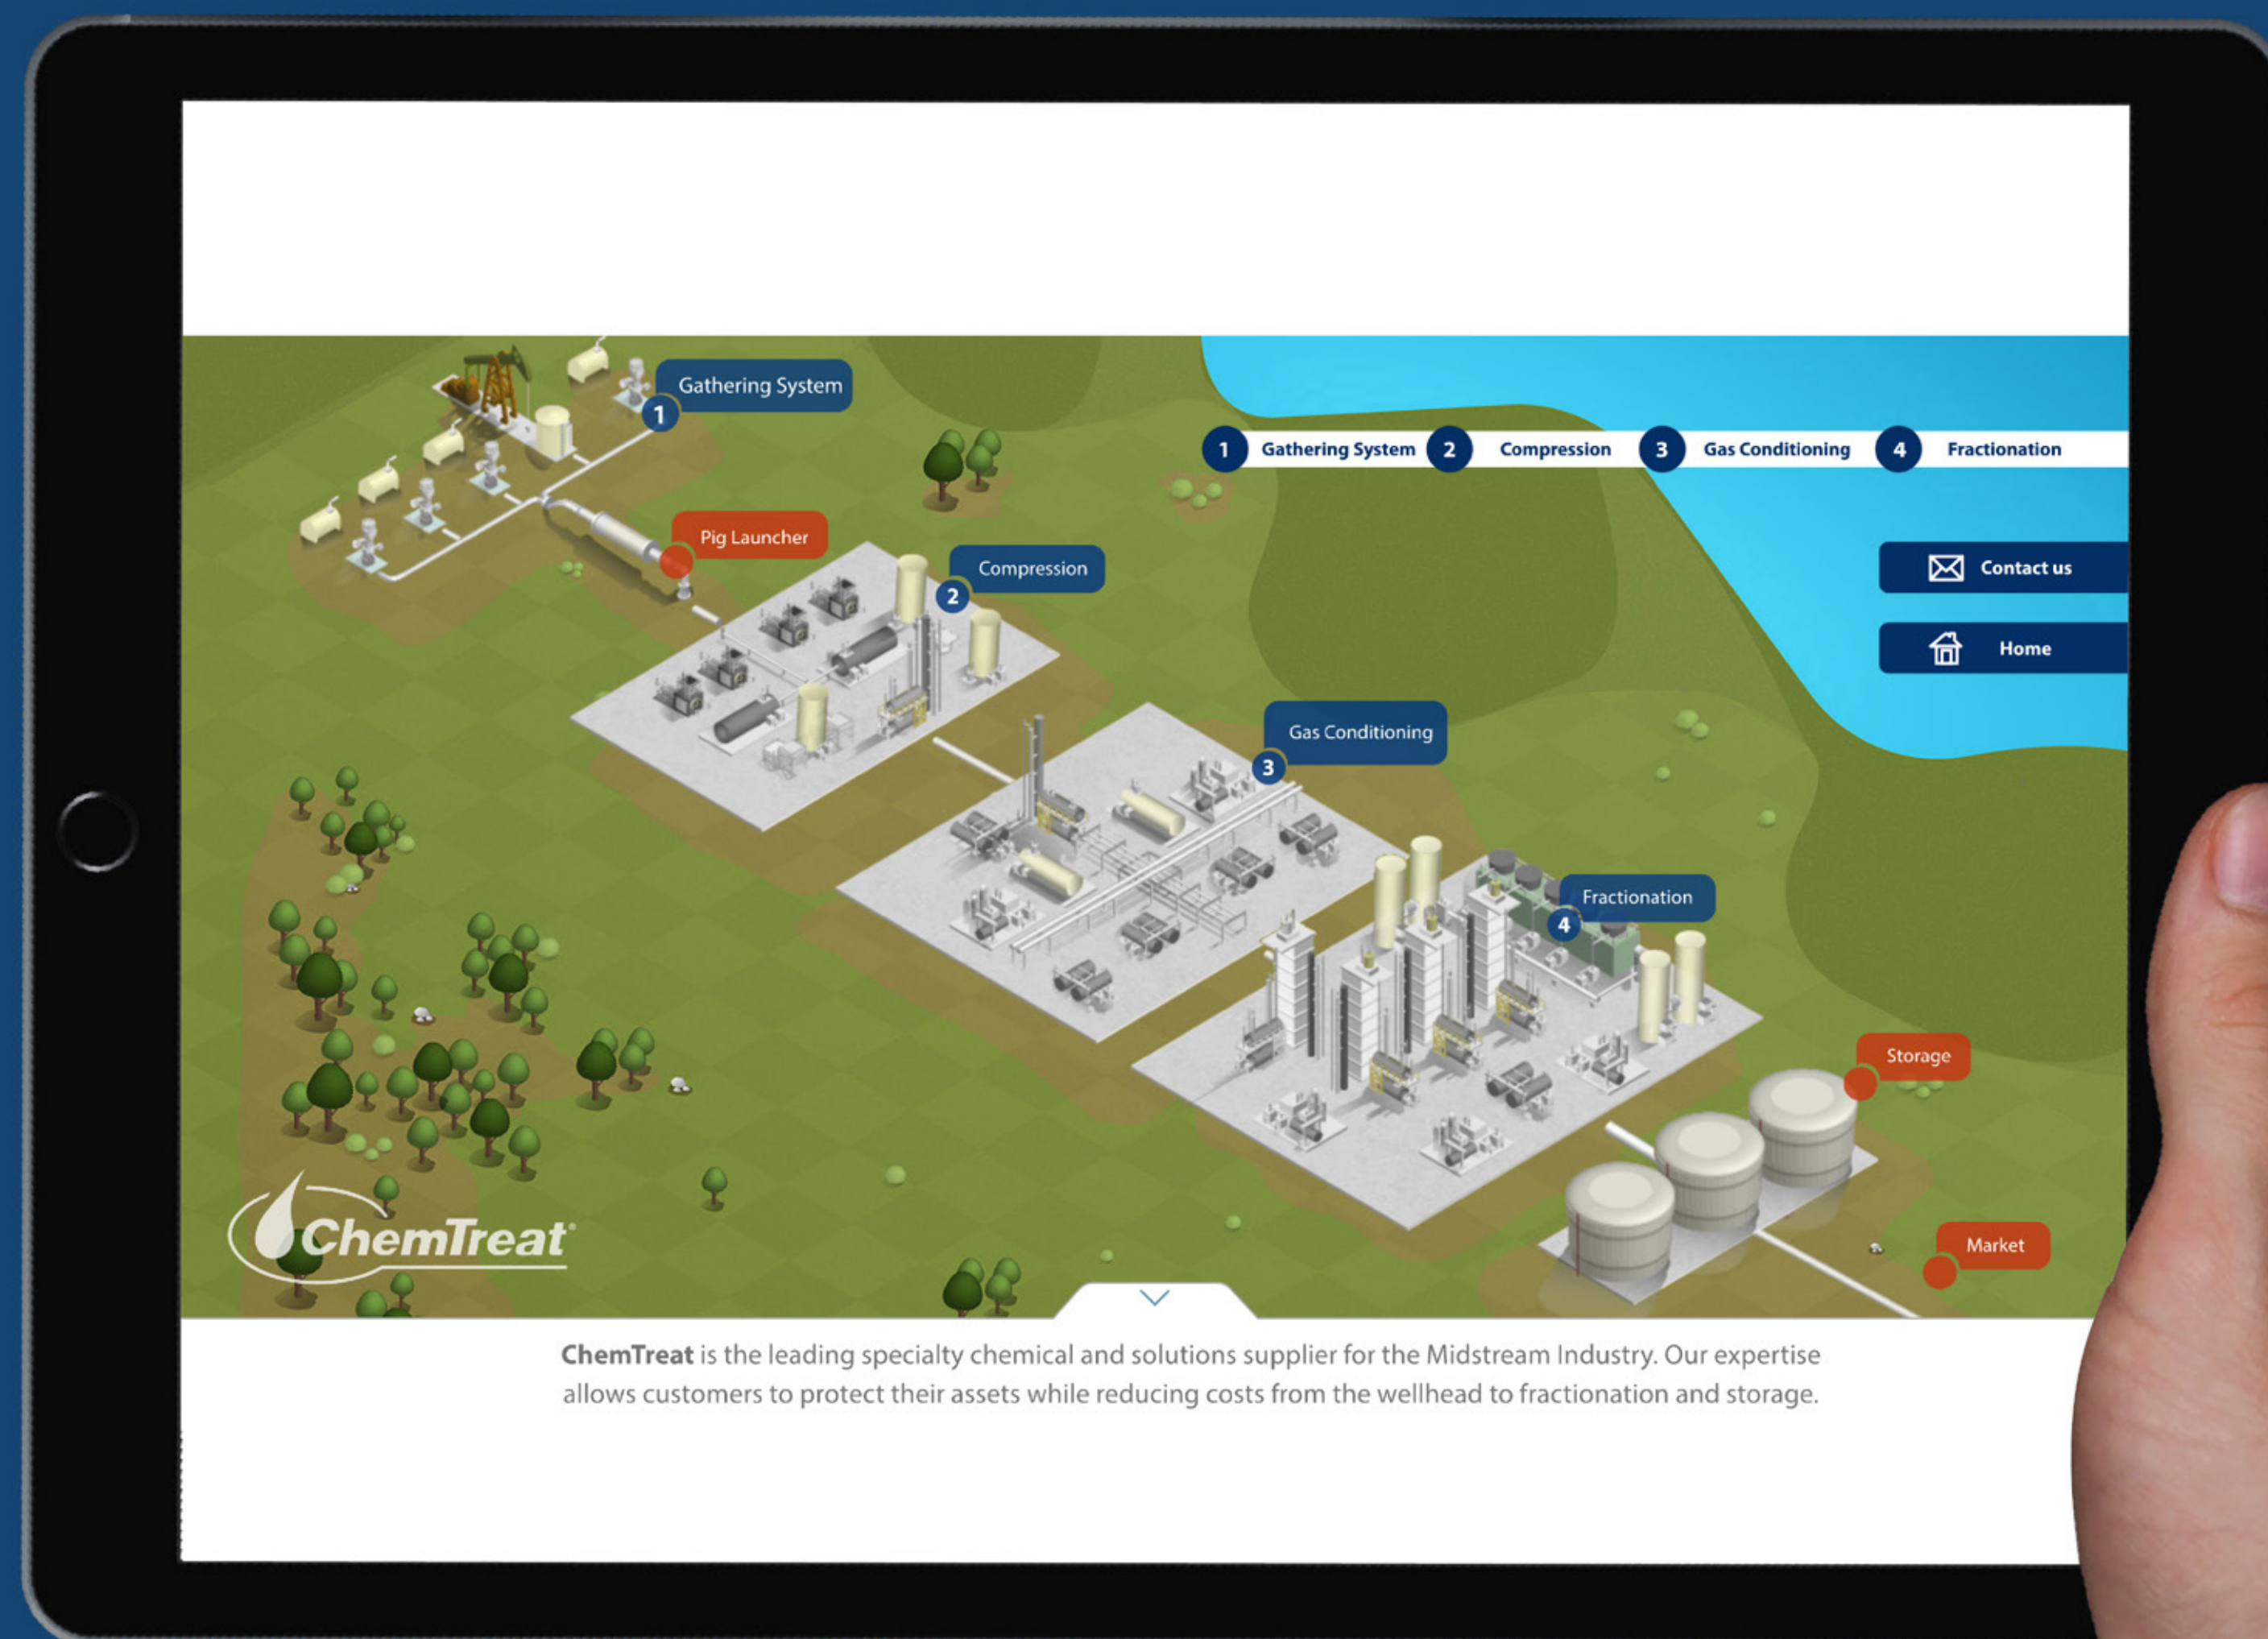 Gathering System
1
1 Gathering System 2 Compression 3 Gas Conditioning 4 Fractionation
Pig Launcher
Compression
2
Contact us
Home
Gas Conditioning
3
Fractionation
4
Storage
Market
ChemTreat®
ChemTreat is the leading specialty chemical and solutions supplier for the Midstream Industry. Our expertise
allows customers to protect their assets while reducing costs from the wellhead to fractionation and storage.